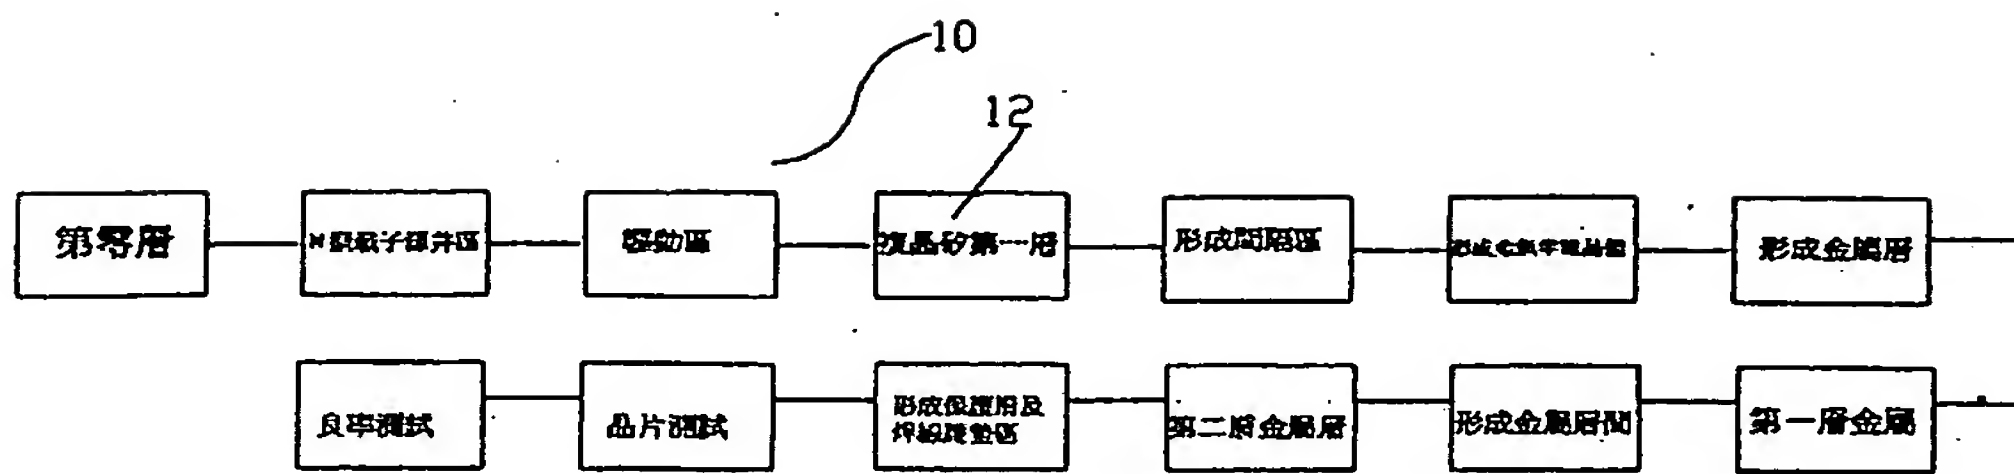 10
12
第零層
驅動區
複晶矽第一層
形成間隔區
形成金屬層
第一層金屬
形成金屬層間
第二層金屬層
形成保護層及
焊線墊區
晶片測試
良率測試